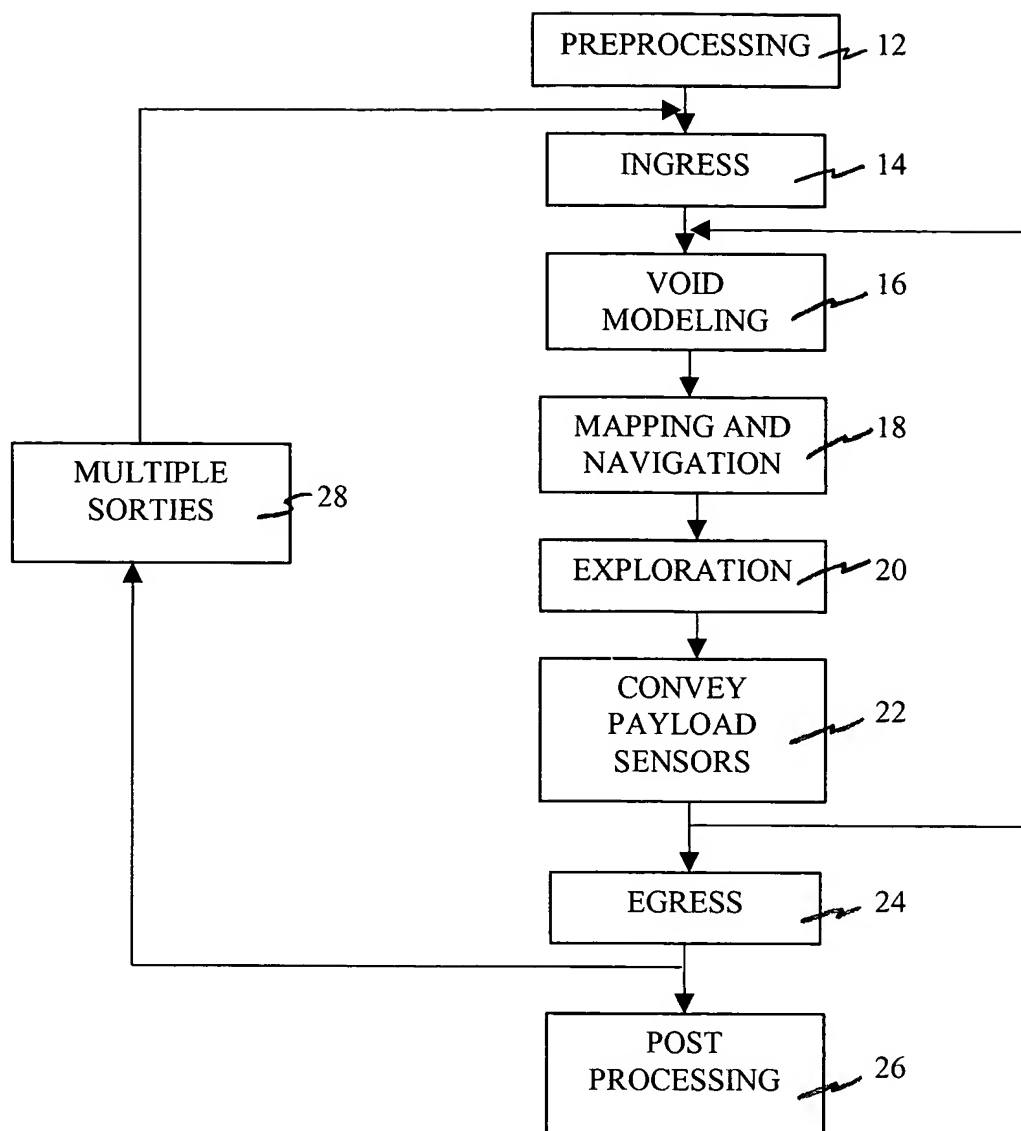 PREPROCESSING
12
INGRESS
14
VOID
MODELING
16
MAPPING AND
NAVIGATION
18
MULTIPLE
SORTIES
28
EXPLORATION
20
CONVEY
PAYLOAD
SENSORS
22
EGRESS
24
POST
PROCESSING
26